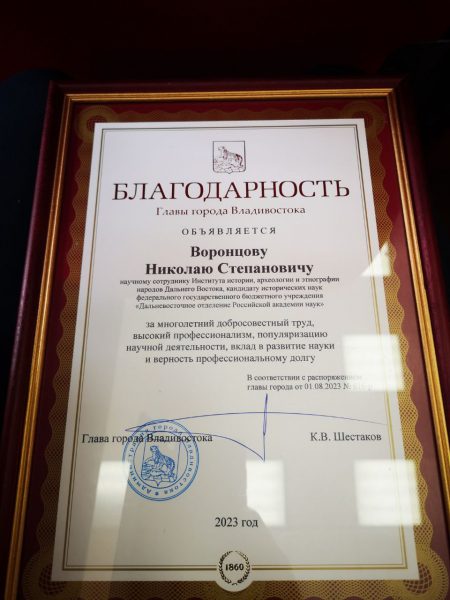 БЛАГОДАРНОСТЬ
Главы города Владивостока
ОБЪЯВЛЯЕТСЯ
Воронцову
Николаю Степановичу
научному сотруднику Института истории, археологии и этнографии
народов Дальнего Востока, кандидату исторических наук
федерального государственного бюджетного учреждения
«Дальневосточное отделение Российской академии наук»
за многолетний добросовестный труд,
высокий профессионализм, популяризацию
научной деятельности, вклад в развитие науки
и верность профессиональному долгу
В соответствии с распоряжением
главы города от 01.08.2023 №
Глава города Владивостока
К.В. Шестаков
2023 год
1860